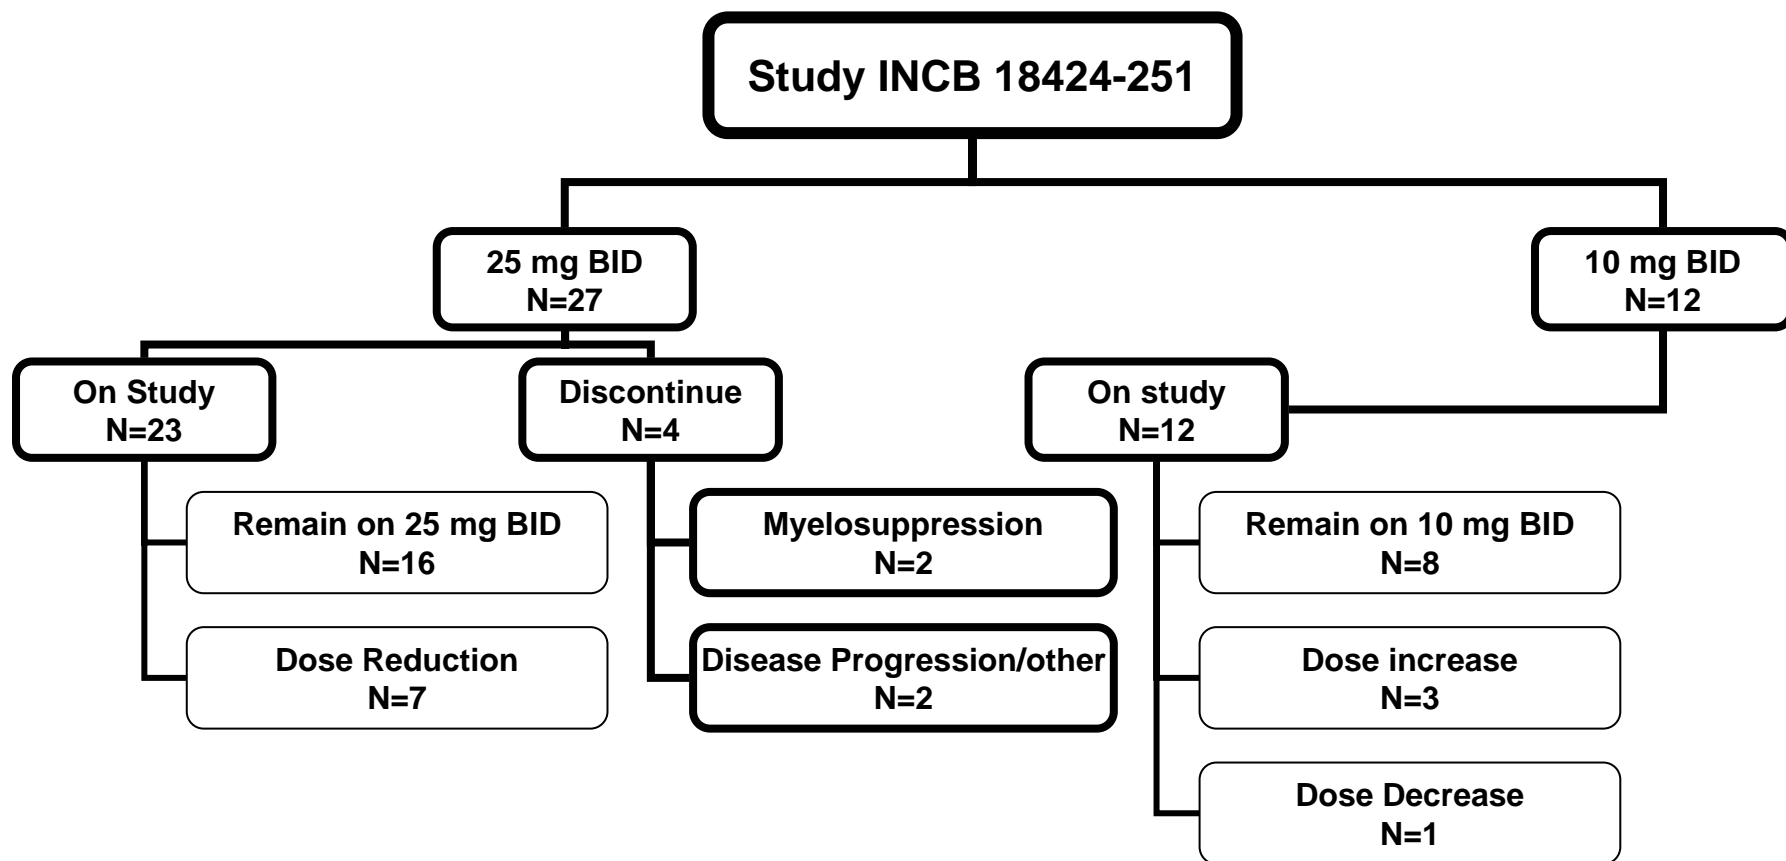 Study INCB 18424-251
25 mg BID
N=27
10 mg BID
N=12
On Study
N=23
Discontinue
N=4
On study
N=12
Remain on 25 mg BID
N=16
Myelosuppression
N=2
Remain on 10 mg BID
N=8
Dose Reduction
N=7
Disease Progression/other
N=2
Dose increase
N=3
Dose Decrease
N=1